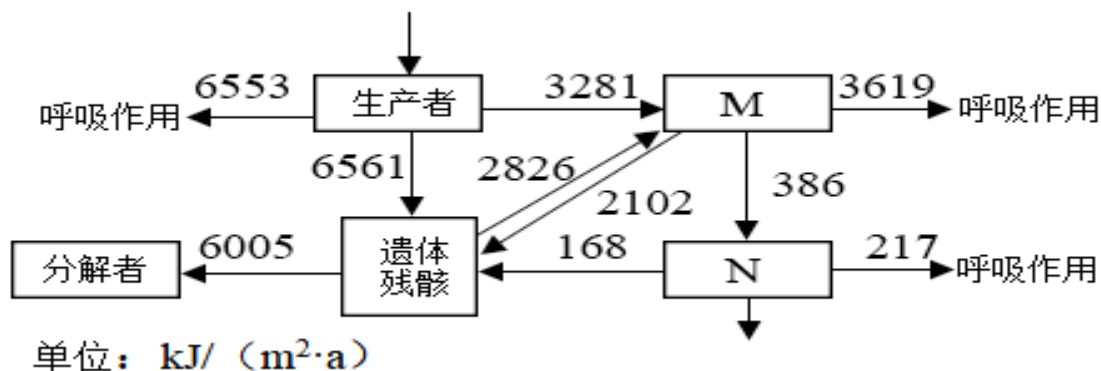 6553
生产者
3281
M
3619
呼吸作用
呼吸作用
6561
2826
2102
386
分解者
6005
遗体
残骸
168
N
217
呼吸作用
单位：kJ/（m²·a）